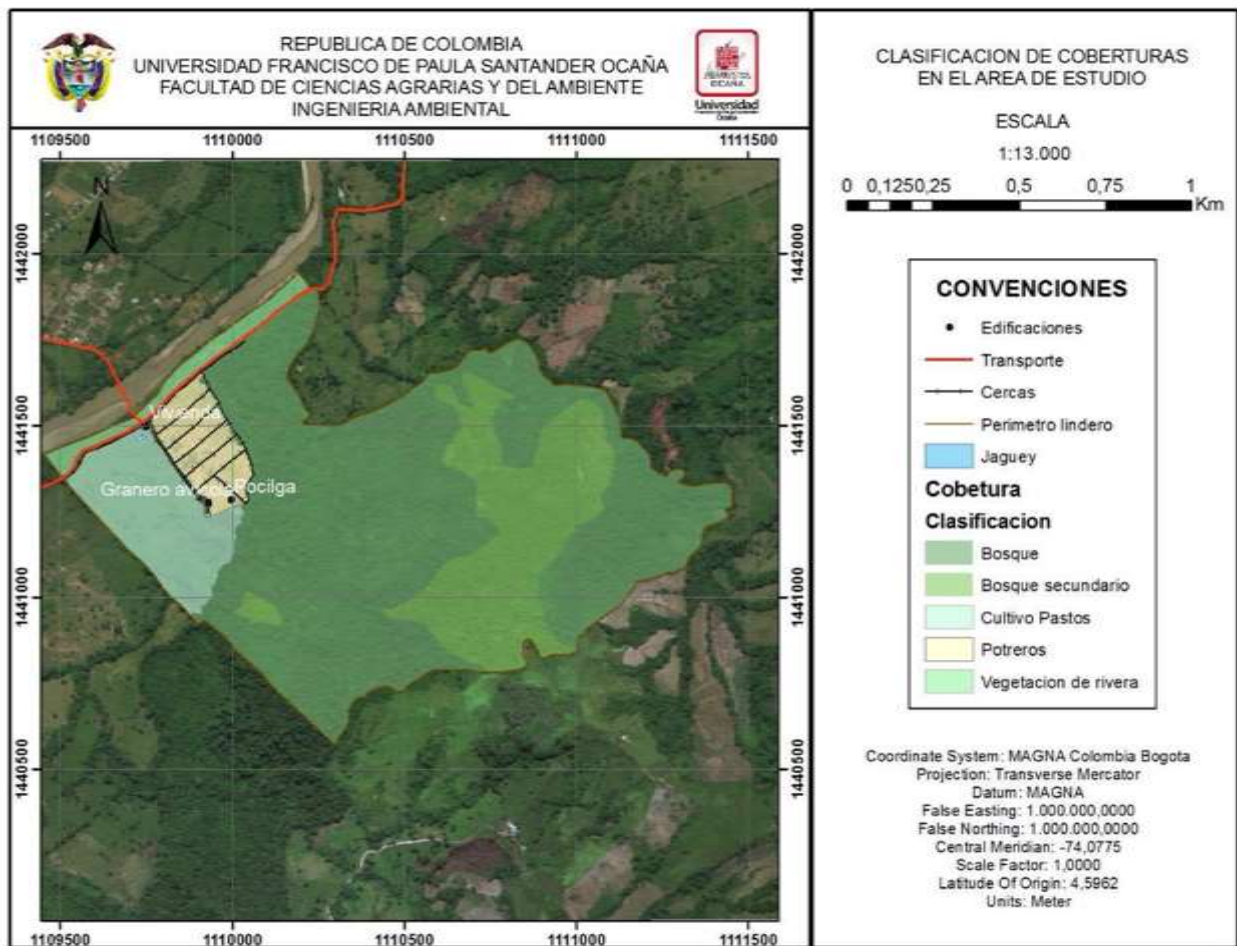 REPUBLICA DE COLOMBIA
UNIVERSIDAD FRANCISCO DE PAULA SANTANDER OCAÑA
FACULTAD DE CIENCIAS AGRARIAS Y DEL AMBIENTE
INGENIERIA AMBIENTAL
Universidad
CLASIFICACION DE COBERTURAS
EN EL AREA DE ESTUDIO
ESCALA
1:13.000
0 0,1250,25 0,5 0,75 1
Km
1109500 1110000 1110500 1111000 1111500
N
1442000 1442000
1441500 1441500
1441000 1441000
1440500 1440500
Vivienda
Granero Pocilga
1109500 1110000 1110500 1111000 1111500
CONVENCIONES
Edificaciones
Transporte
Cercas
Perimetro lindero
Jaguey
Cobetura
Clasificacion
Bosque
Bosque secundario
Cultivo Pastos
Potreros
Vegetacion de rivera
Coordinate System: MAGNA Colombia Bogota
Projection: Transverse Mercator
Datum: MAGNA
False Easting: 1.000.000,0000
False Northing: 1.000.000,0000
Central Meridian: -74,0775
Scale Factor: 1,0000
Latitude Of Origin: 4,5962
Units: Meter